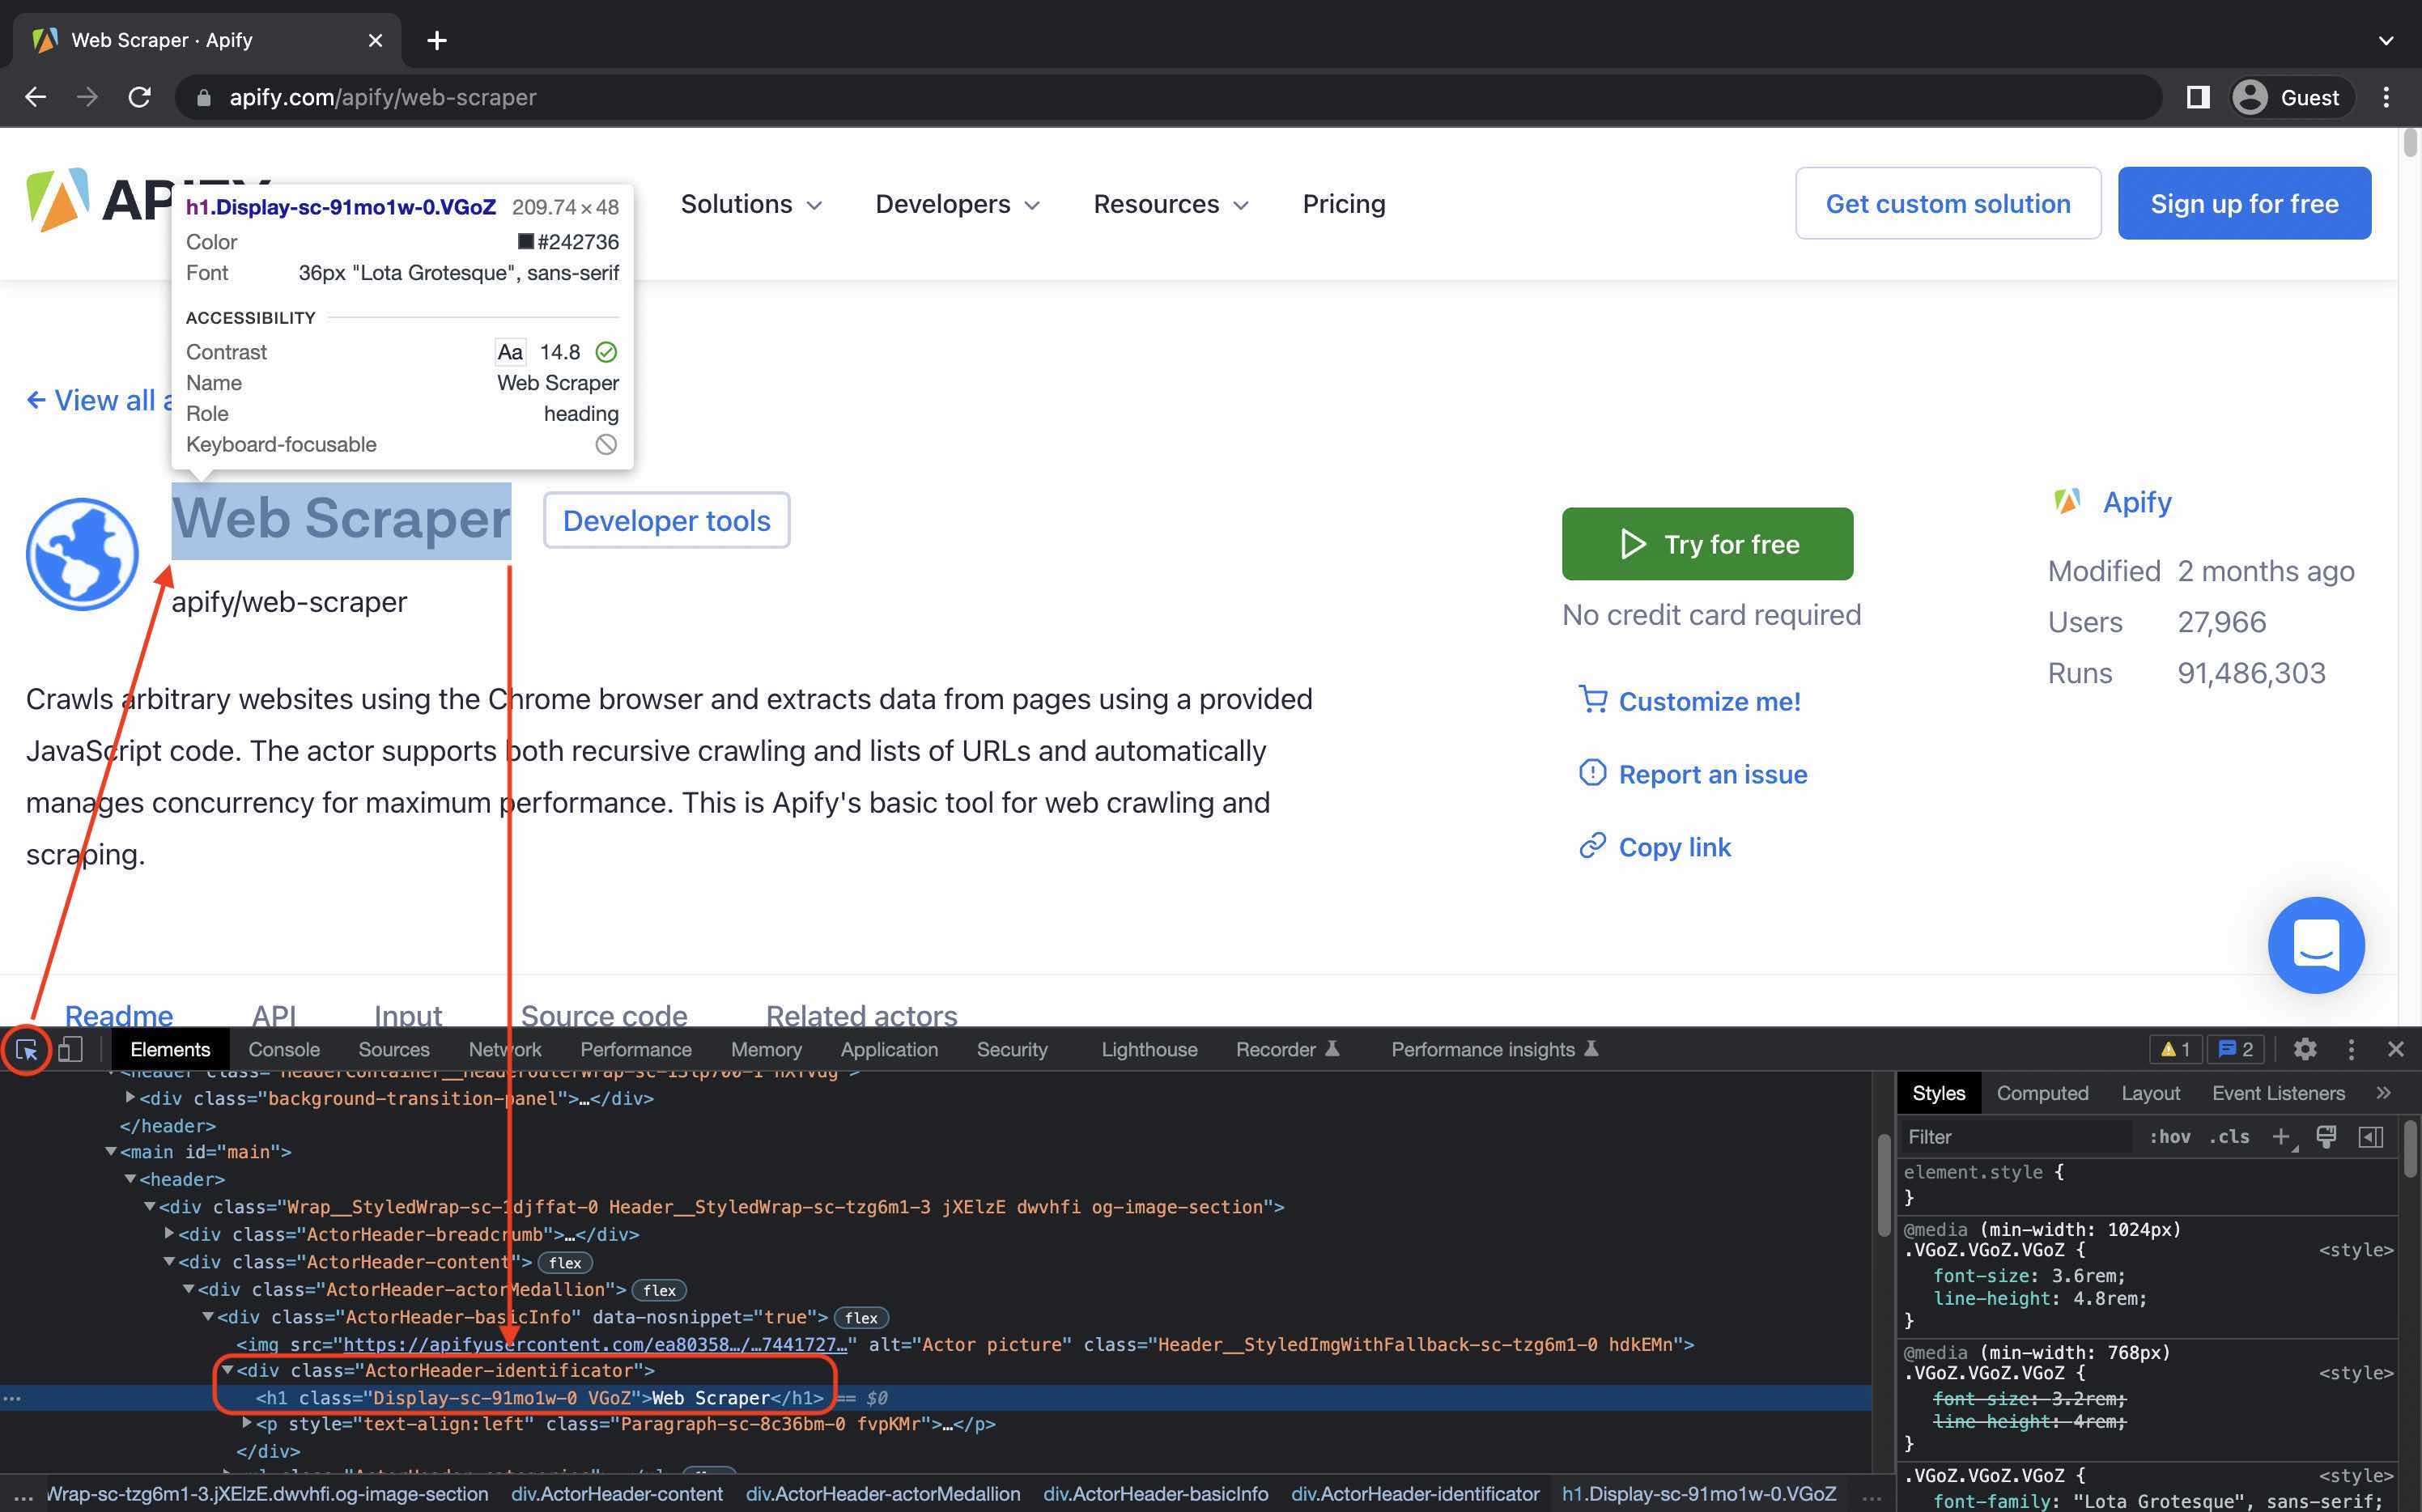 Web Scraper · Apify
apify.com/apify/web-scraper
Guest
h1.Display-sc-91mo1w-0.VGoZ 209.74×48
Color #242736
Font 36px "Lota Grotesque", sans-serif
ACCESSIBILITY
Contrast Aa 14.8
Name Web Scraper
Role heading
Keyboard-focusable
Solutions Developers Resources Pricing
Get custom solution
Sign up for free
View all
Web Scraper
Developer tools
apify/web-scraper
Crawls arbitrary websites using the Chrome browser and extracts data from pages using a provided
JavaScript code. The actor supports both recursive crawling and lists of URLs and automatically
manages concurrency for maximum performance. This is Apify's basic tool for web crawling and
scraping.
Try for free
No credit card required
Customize me!
Report an issue
Copy link
Apify
Modified 2 months ago
Users 27,966
Runs 91,486,303
Readme API Input Source code Related actors
Elements Console Sources Network Performance Memory Application Security Lighthouse Recorder Performance insights 1 2
<div class="background-transition-panel">…</div>
</header>
<main id="main">
<header>
<div class="Wrap__StyledWrap-sc-1djffat-0 Header__StyledWrap-sc-tzg6m1-3 jXElzE dwvhfi og-image-section">
<div class="ActorHeader-breadcrumb">…</div>
<div class="ActorHeader-content"> flex
<div class="ActorHeader-actorMedallion"> flex
<div class="ActorHeader-basicInfo" data-nosnippet="true"> flex
<img src="https://apifyusercontent.com/ea80358…/…7441727…" alt="Actor picture" class="Header__StyledImgWithFallback-sc-tzg6m1-0 hdkEMn">
<div class="ActorHeader-identificator">
… <h1 class="Display-sc-91mo1w-0 VGoZ">Web Scraper</h1> == $0
<p style="text-align:left" class="Paragraph-sc-8c36bm-0 fvpKMr">…</p>
</div>
… Wrap-sc-tzg6m1-3.jXElzE.dwvhfi.og-image-section div.ActorHeader-content div.ActorHeader-actorMedallion div.ActorHeader-basicInfo div.ActorHeader-identificator h1.Display-sc-91mo1w-0.VGoZ …
Styles Computed Layout Event Listeners »
Filter :hov .cls +
element.style {
}
@media (min-width: 1024px)
.VGoZ.VGoZ.VGoZ { <style>
font-size: 3.6rem;
line-height: 4.8rem;
}
@media (min-width: 768px)
.VGoZ.VGoZ.VGoZ { <style>
font-size: 3.2rem;
line-height: 4rem;
}
.VGoZ.VGoZ.VGoZ { <style>
font-family: "Lota Grotesque", sans-serif;